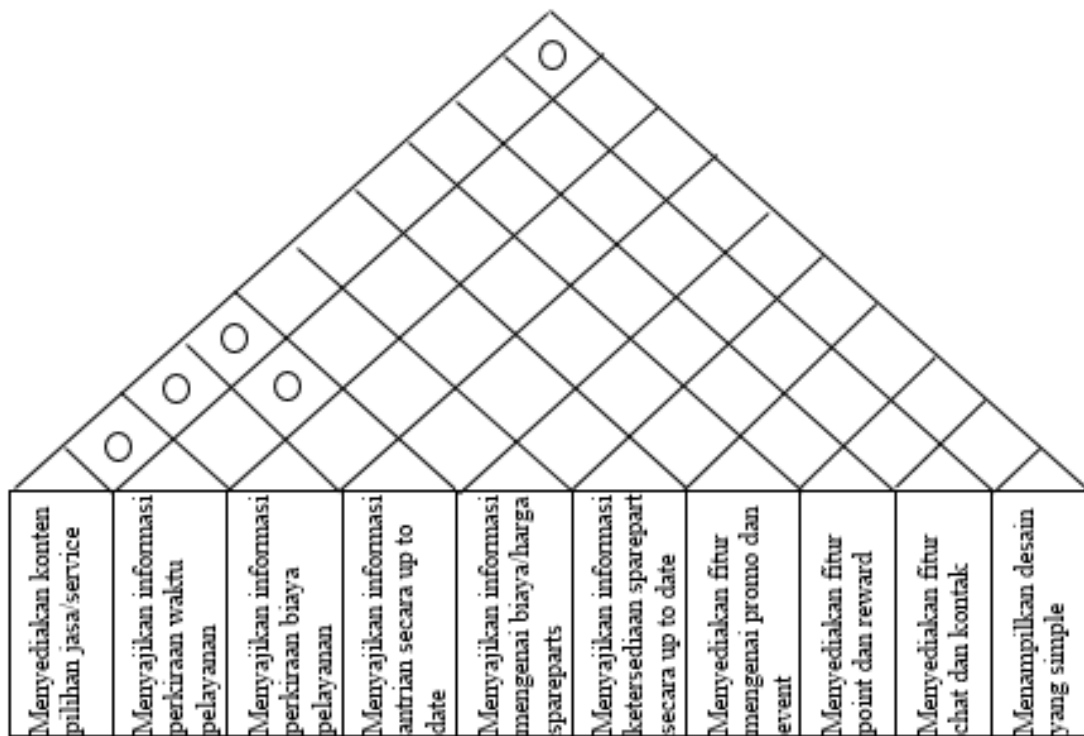 Menyediakan konten
pilihan jasa/service
Menyajikan informasi
perkiraan waktu
pelayanan
Menyajikan informasi
perkiraan biaya
pelayanan
Menyajikan informasi
antrian secara up to
date
Menyajikan informasi
mengenai biaya/harga
spareparts
Menyajikan informasi
ketersediaan sparepart
secara up to date
Menyediakan fitur
mengenai promo dan
event
Menyediakan fitur
point dan reward
Menyediakan fitur
chat dan kontak
Menampilkan desain
yang simple